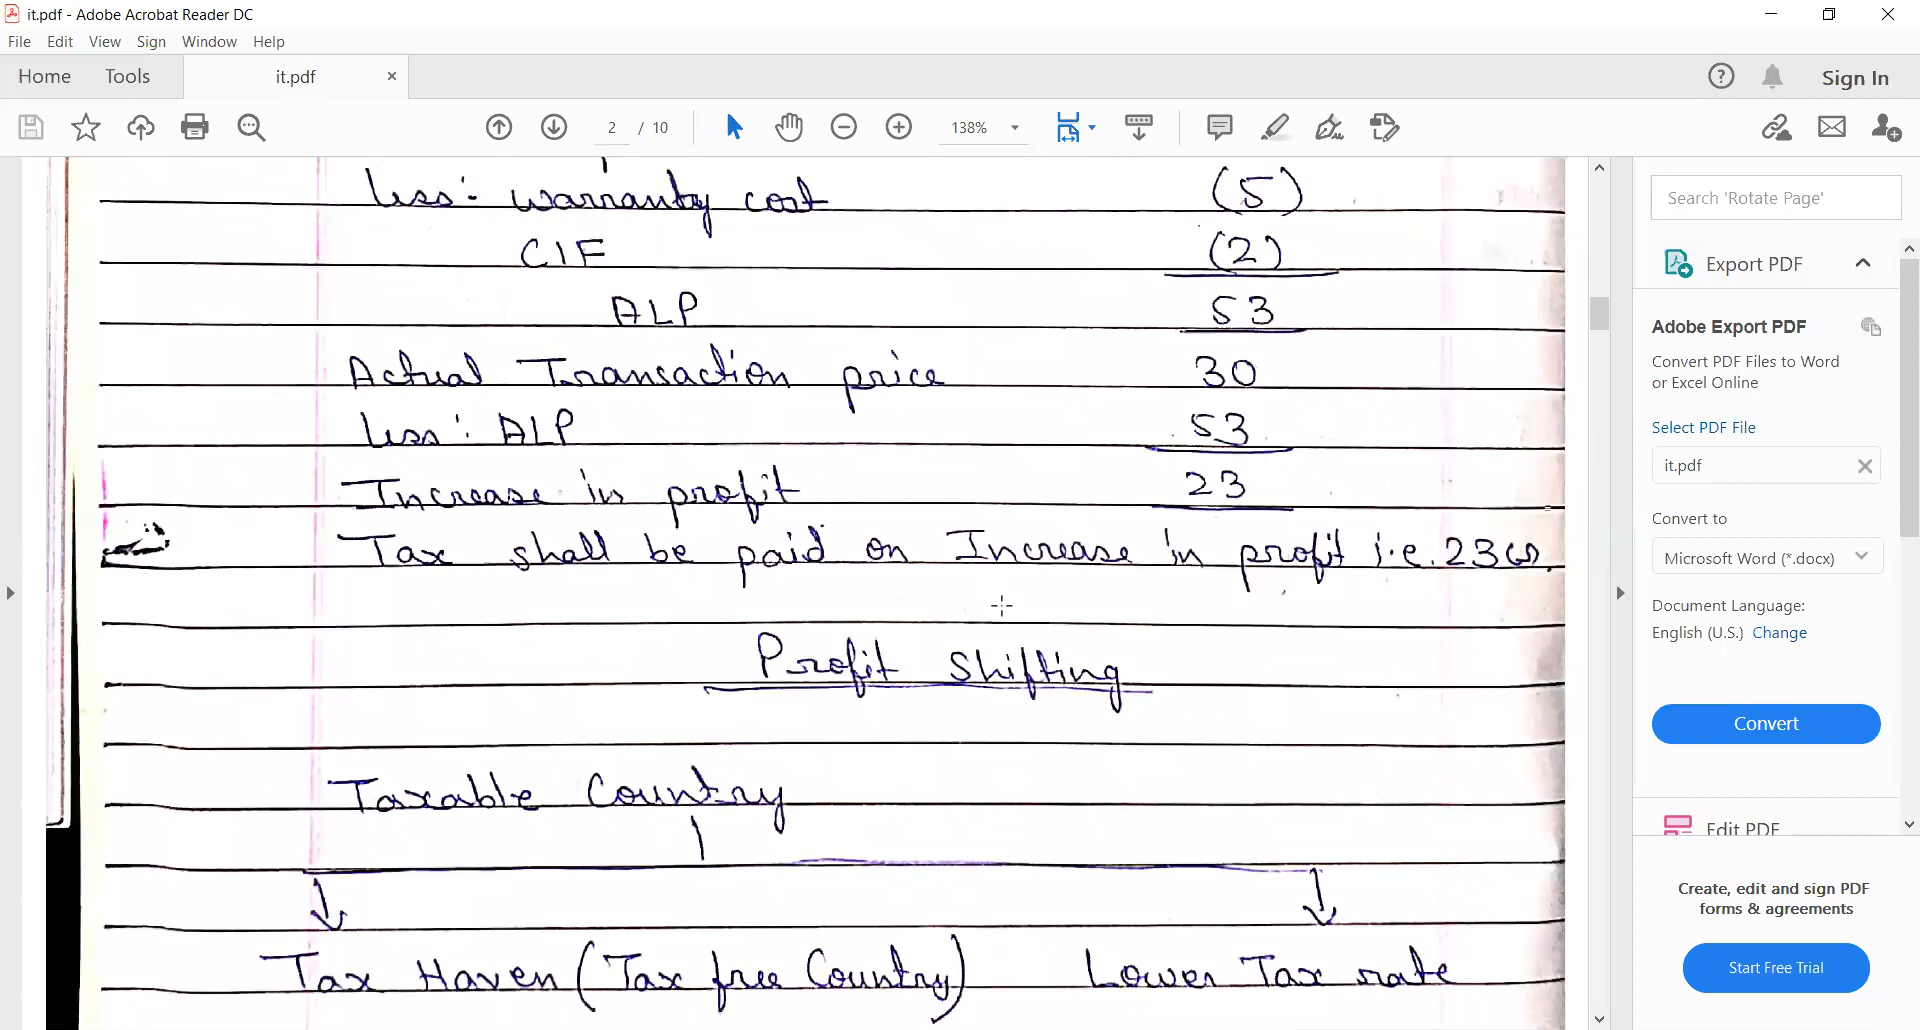 it.pdf - Adobe Acrobat Reader DC
File Edit View Sign Window Help
Home Tools it.pdf × Sign In
2 / 10 138%
Less:- warranty cost (5)
CIF (2)
ALP 53
Actual Transaction price 30
Less: ALP 53
Increase in profit 23
Tax shall be paid on Increase in profit i.e. 23 cr.
Profit Shifting
Taxable Country
Tax Haven (Tax free Country) Lower Tax rate
Search 'Rotate Page'
Export PDF
Adobe Export PDF
Convert PDF Files to Word
or Excel Online
Select PDF File
it.pdf
Convert to
Microsoft Word (*.docx)
Document Language:
English (U.S.) Change
Convert
Edit PDF
Create, edit and sign PDF
forms & agreements
Start Free Trial